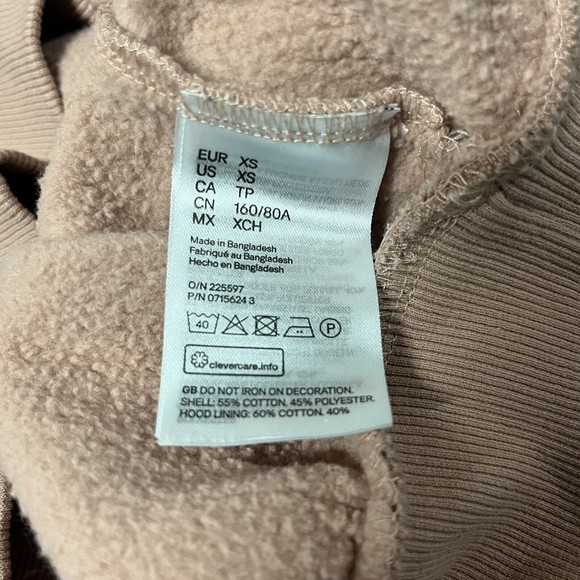 EUR XS
US XS
CA TP
CN 160/80A
MX XCH
Made in Bangladesh
Fabriqué au Bangladesh
Hecho en Bangladesh
O/N 225597
P/N 0715624 3
40
clevercare.info
GB DO NOT IRON ON DECORATION.
SHELL: 55% COTTON. 45% POLYESTER.
HOOD LINING: 60% COTTON. 40%